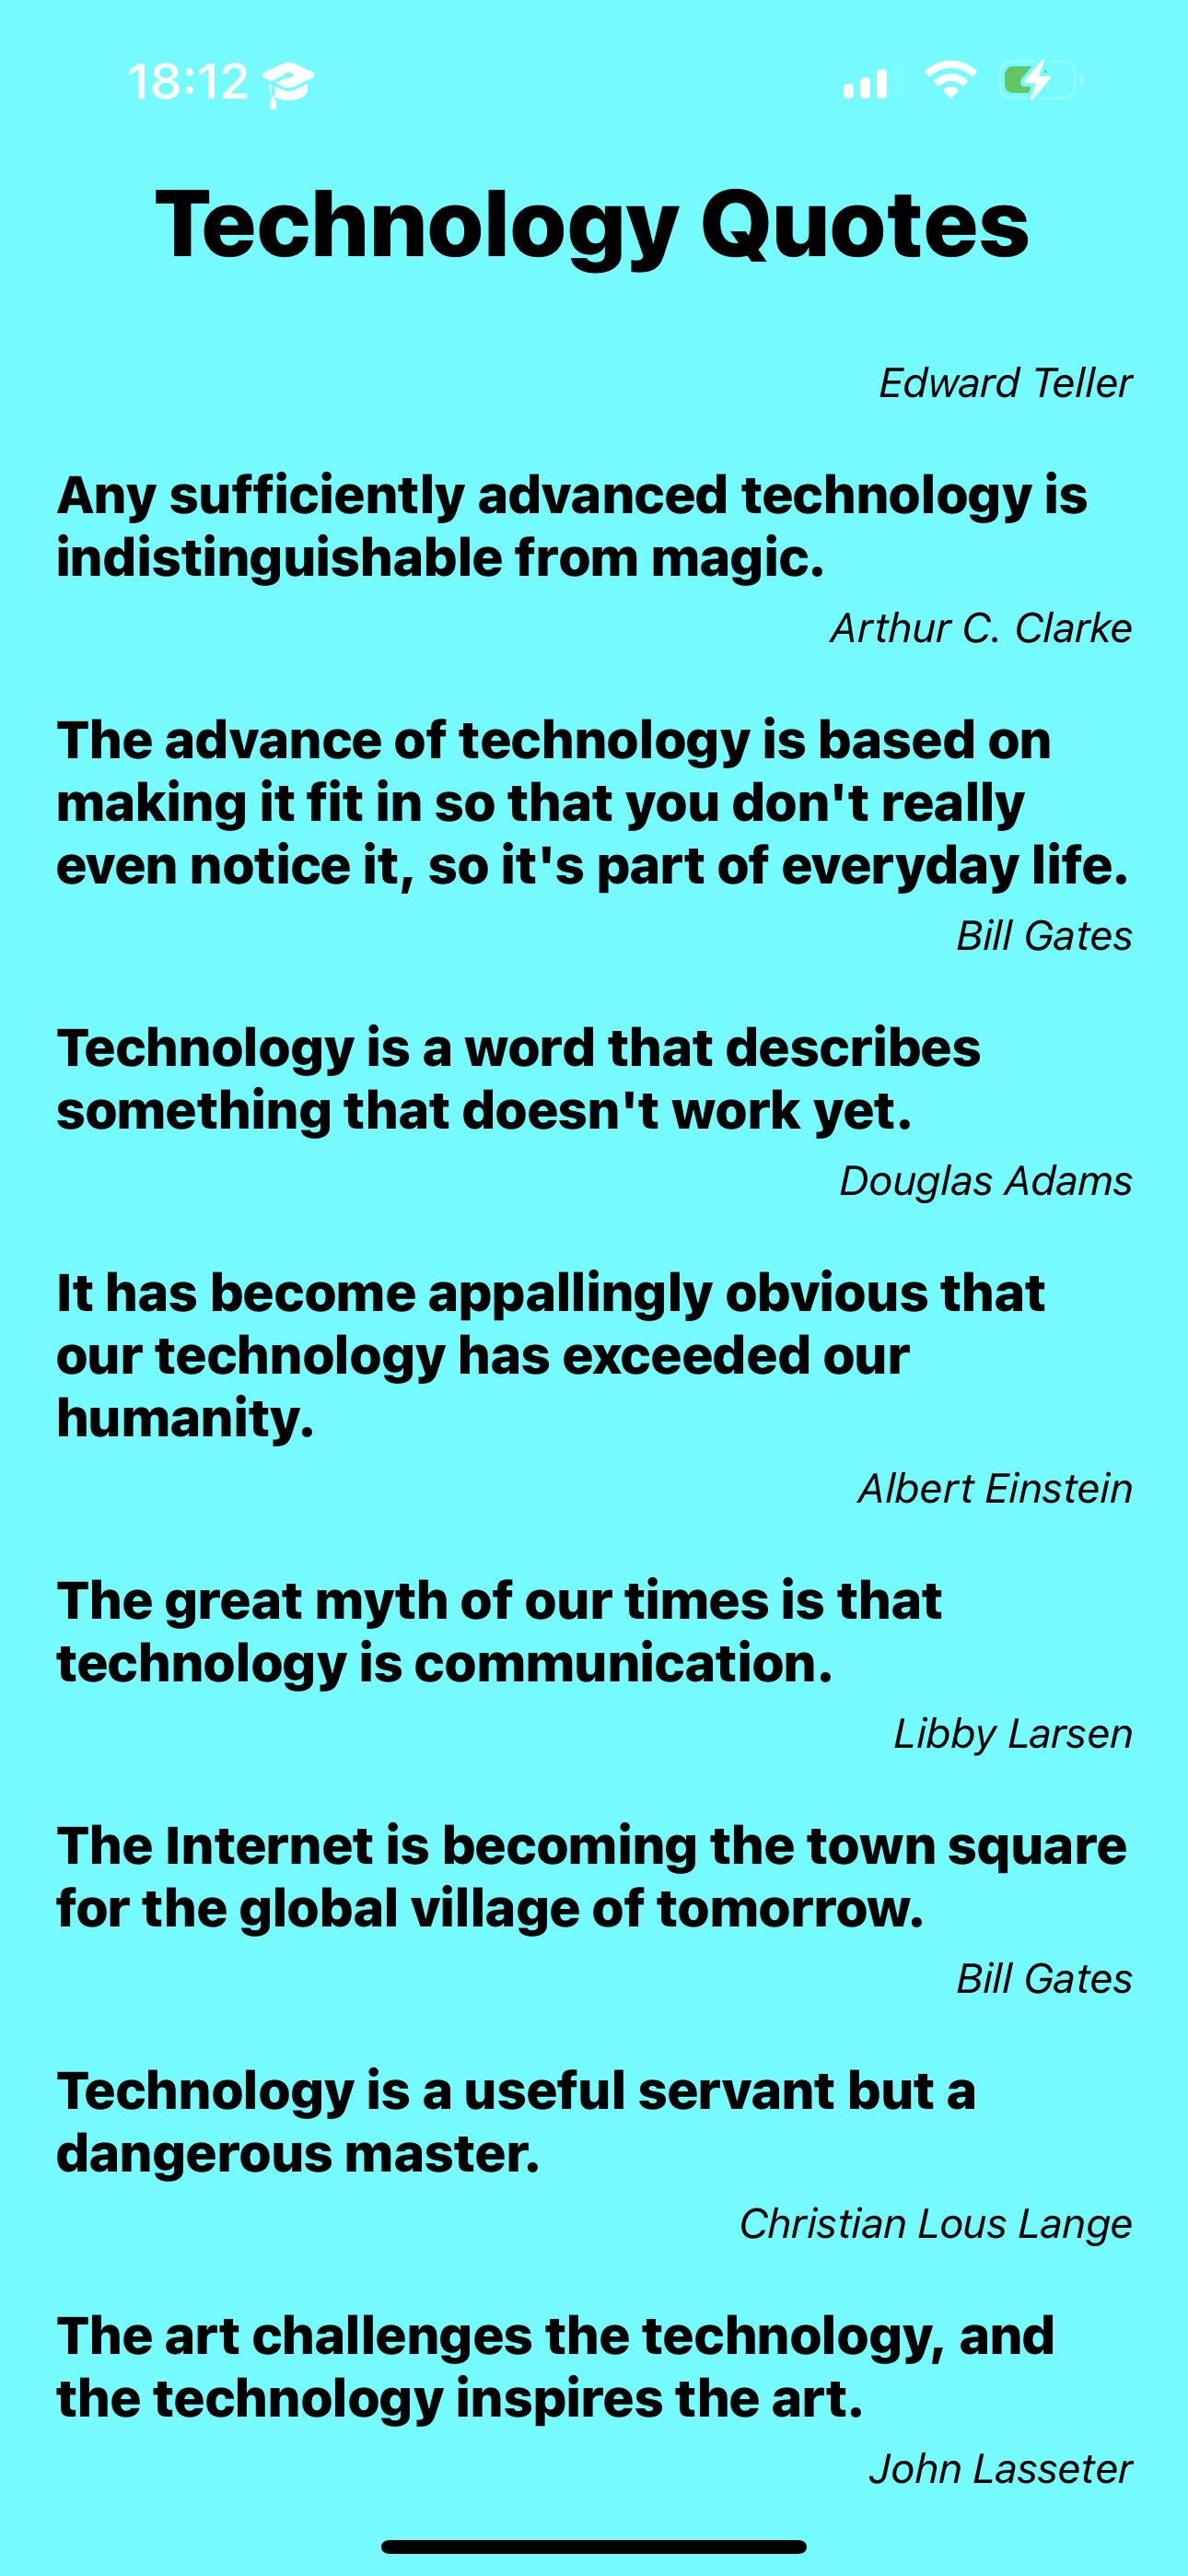 18:12
Technology Quotes
Edward Teller
Any sufficiently advanced technology is
indistinguishable from magic.
Arthur C. Clarke
The advance of technology is based on
making it fit in so that you don't really
even notice it, so it's part of everyday life.
Bill Gates
Technology is a word that describes
something that doesn't work yet.
Douglas Adams
It has become appallingly obvious that
our technology has exceeded our
humanity.
Albert Einstein
The great myth of our times is that
technology is communication.
Libby Larsen
The Internet is becoming the town square
for the global village of tomorrow.
Bill Gates
Technology is a useful servant but a
dangerous master.
Christian Lous Lange
The art challenges the technology, and
the technology inspires the art.
John Lasseter